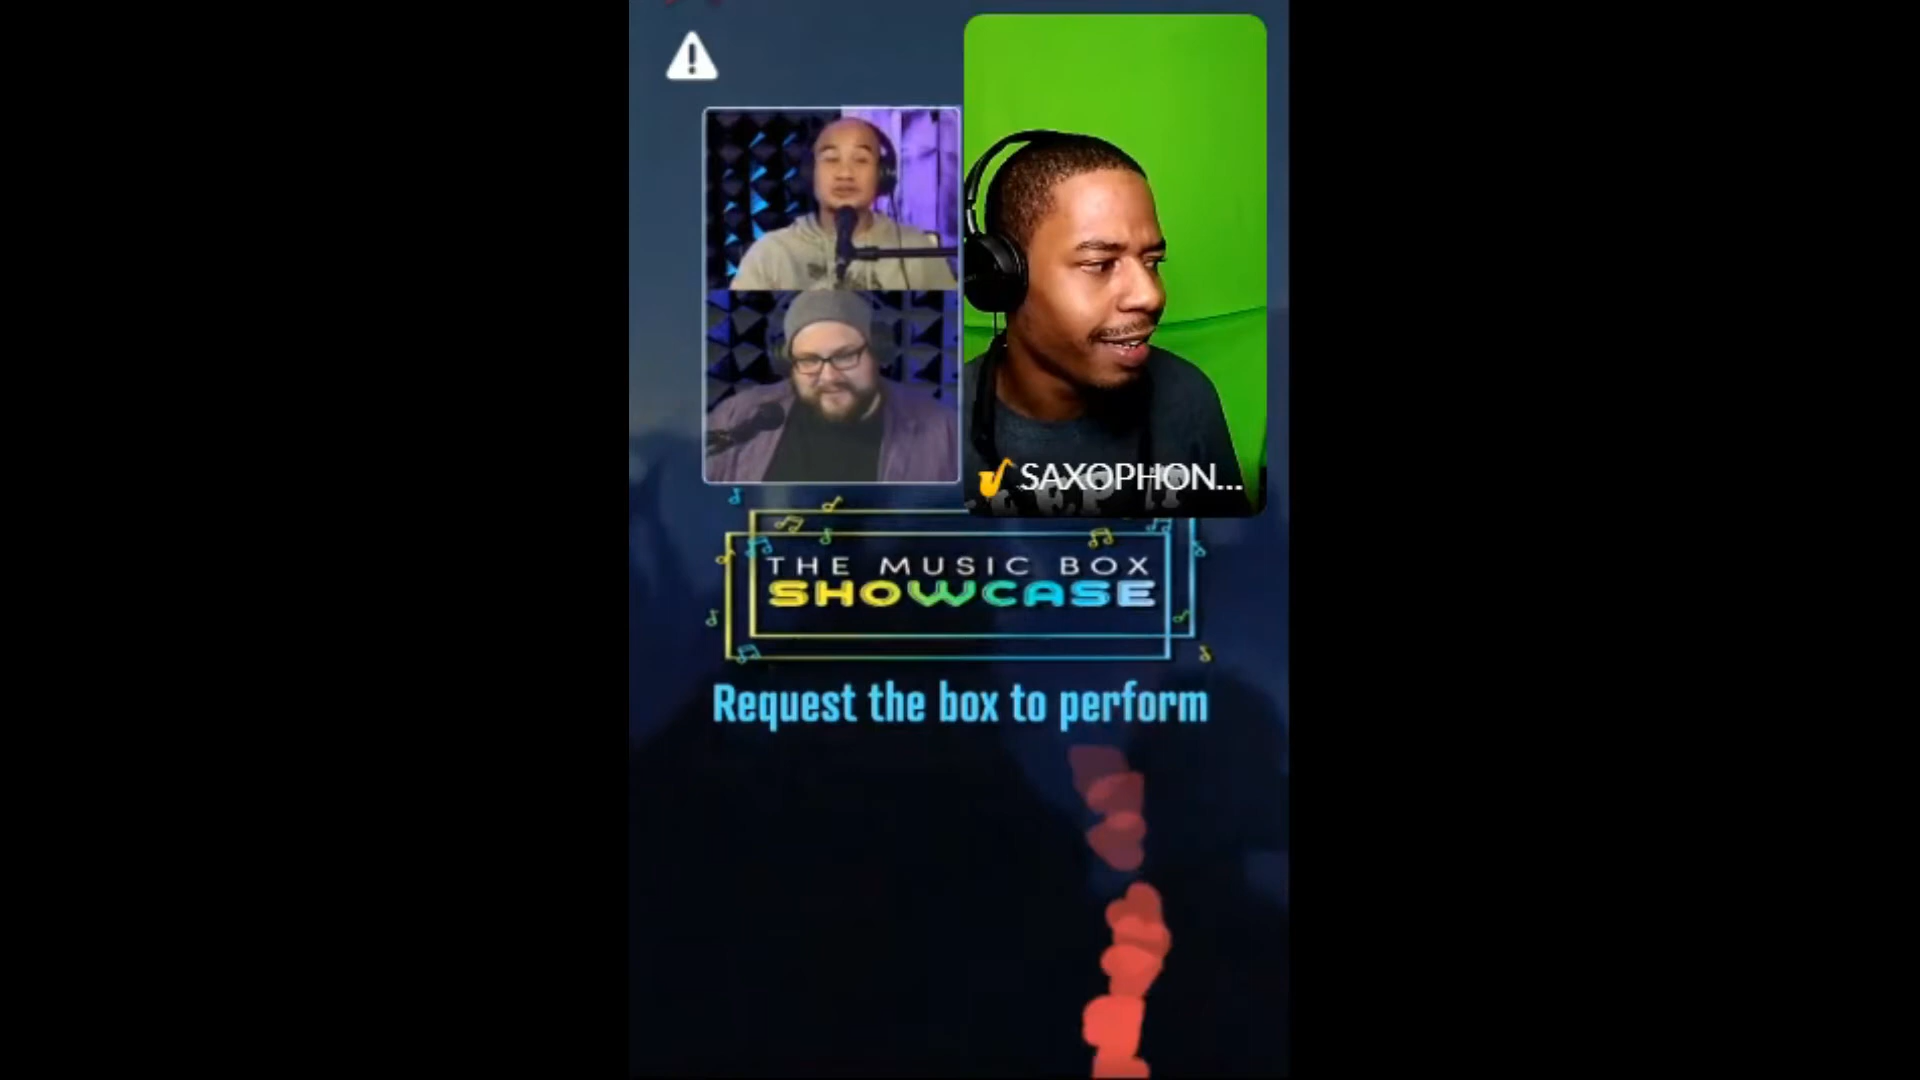 SAXOPHON...
THE MUSIC BOX
SHOWCASE
Request the box to perform